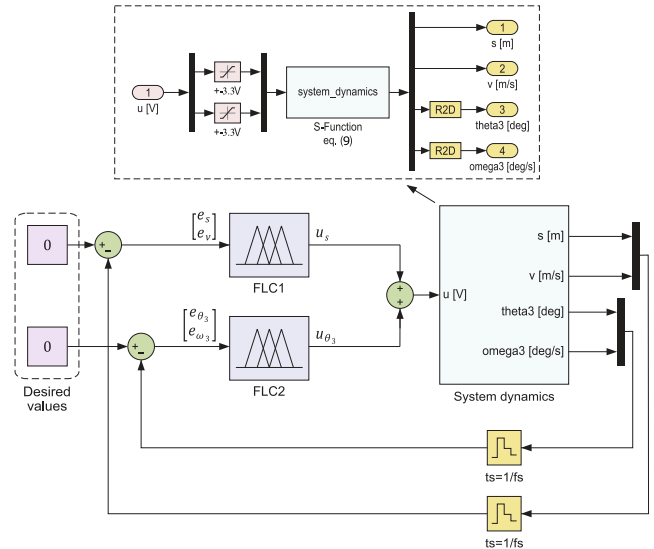 1
s [m]
+-3.3V
1
u [V]
system_dynamics
2
v [m/s]
R2D
3
theta3 [deg]
+-3.3V
S-Function
eq. (9)
R2D
4
omega3 [deg/s]
0
+-
[e_s
e_v]
u_s
FLC1
s [m]
v [m/s]
+
+
u [V]
theta3 [deg]
omega3 [deg/s]
0
+-
[e_θ₃
e_ω₃]
u_θ₃
FLC2
Desired
values
System dynamics
ts=1/fs
ts=1/fs